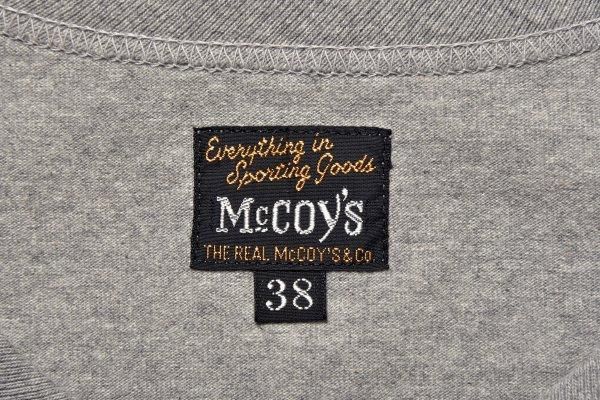 Everything in
Sporting Goods
McCOY'S
THE REAL McCOY'S & Co.
38